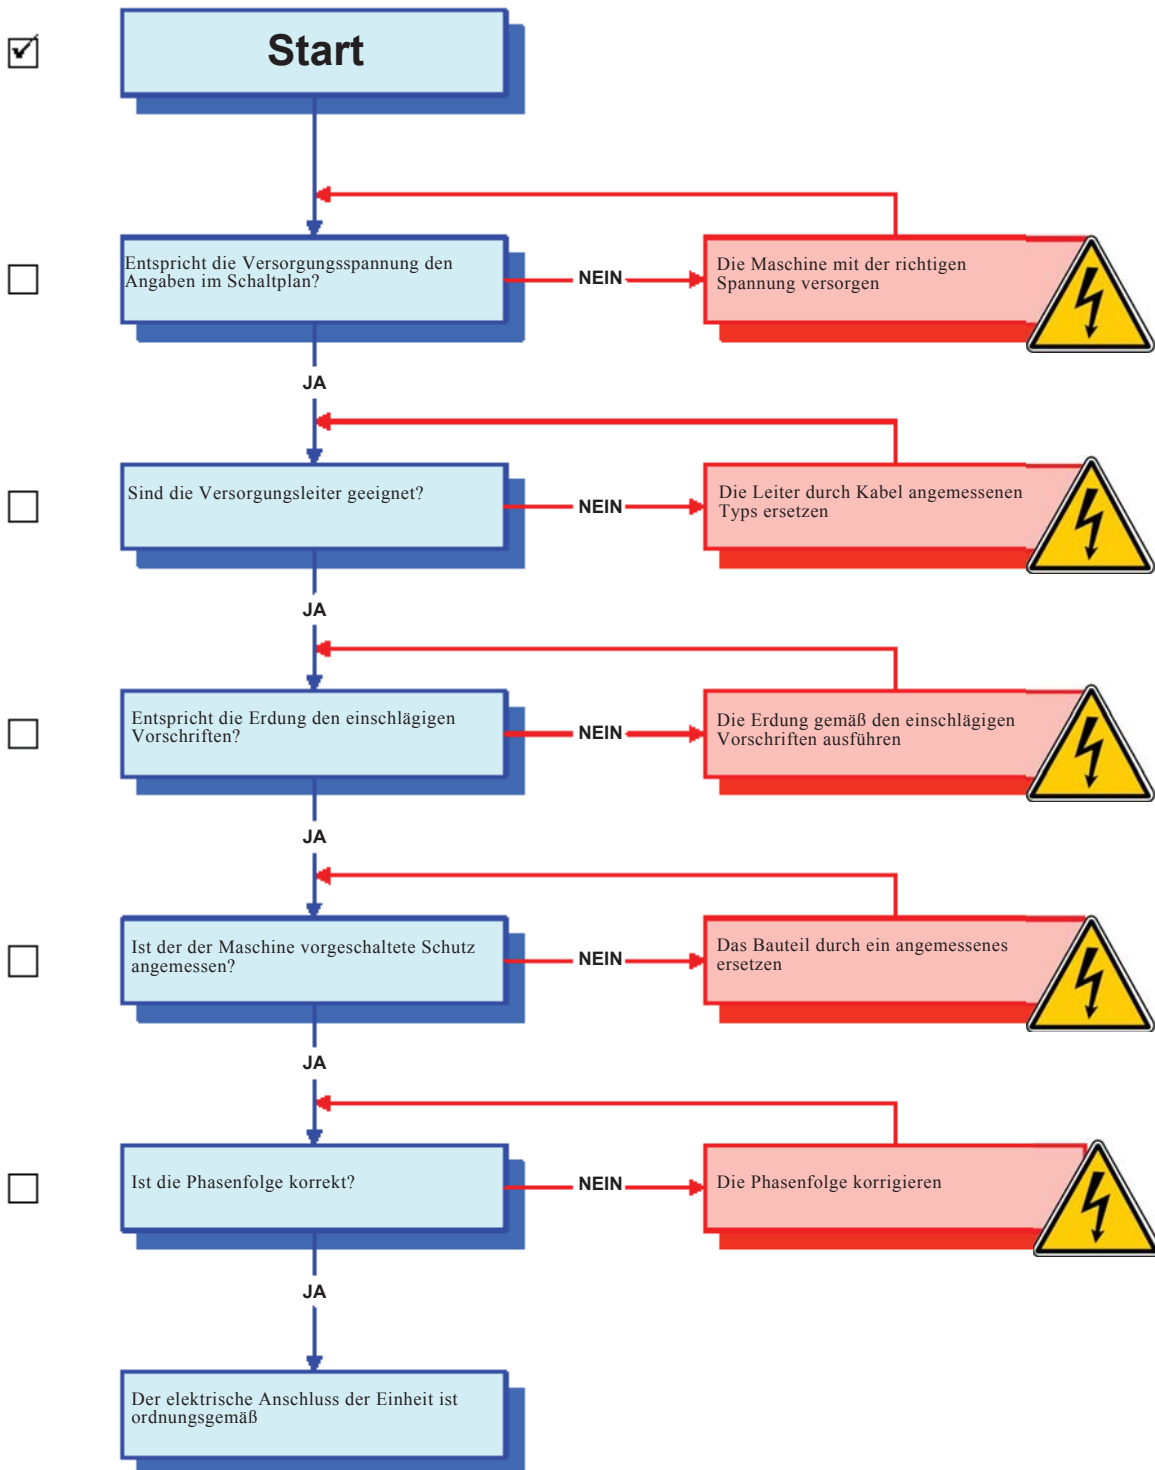 Start
Entspricht die Versorgungsspannung den
Angaben im Schaltplan?
NEIN
Die Maschine mit der richtigen
Spannung versorgen
JA
Sind die Versorgungsleiter geeignet?
NEIN
Die Leiter durch Kabel angemessenen
Typs ersetzen
JA
Entspricht die Erdung den einschlägigen
Vorschriften?
NEIN
Die Erdung gemäß den einschlägigen
Vorschriften ausführen
JA
Ist der der Maschine vorgeschaltete Schutz
angemessen?
NEIN
Das Bauteil durch ein angemessenes
ersetzen
JA
Ist die Phasenfolge korrekt?
NEIN
Die Phasenfolge korrigieren
JA
Der elektrische Anschluss der Einheit ist
ordnungsgemäß